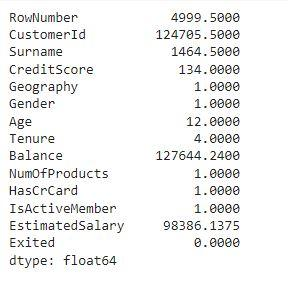 RowNumber 4999.5000
CustomerId 124705.5000
Surname 1464.5000
CreditScore 134.0000
Geography 1.0000
Gender 1.0000
Age 12.0000
Tenure 4.0000
Balance 127644.2400
NumOfProducts 1.0000
HasCrCard 1.0000
IsActiveMember 1.0000
EstimatedSalary 98386.1375
Exited 0.0000
dtype: float64